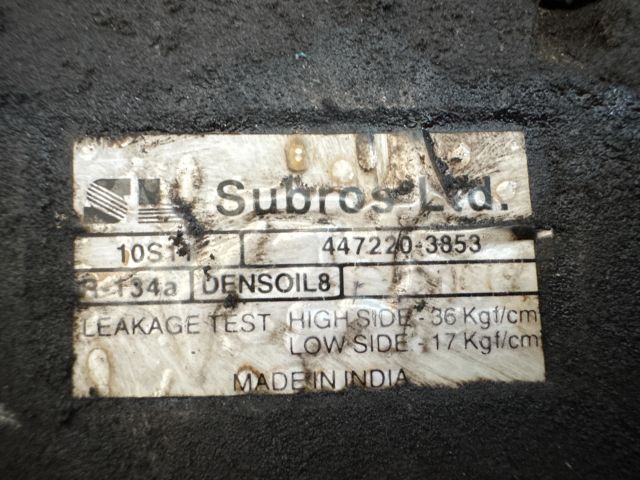 SL Subros Ltd.
447220-3853
R-134a DENSOIL8
LEAKAGE TEST HIGH SIDE - 36 Kgf/cm
LOW SIDE - 17 Kgf/cm
MADE IN INDIA